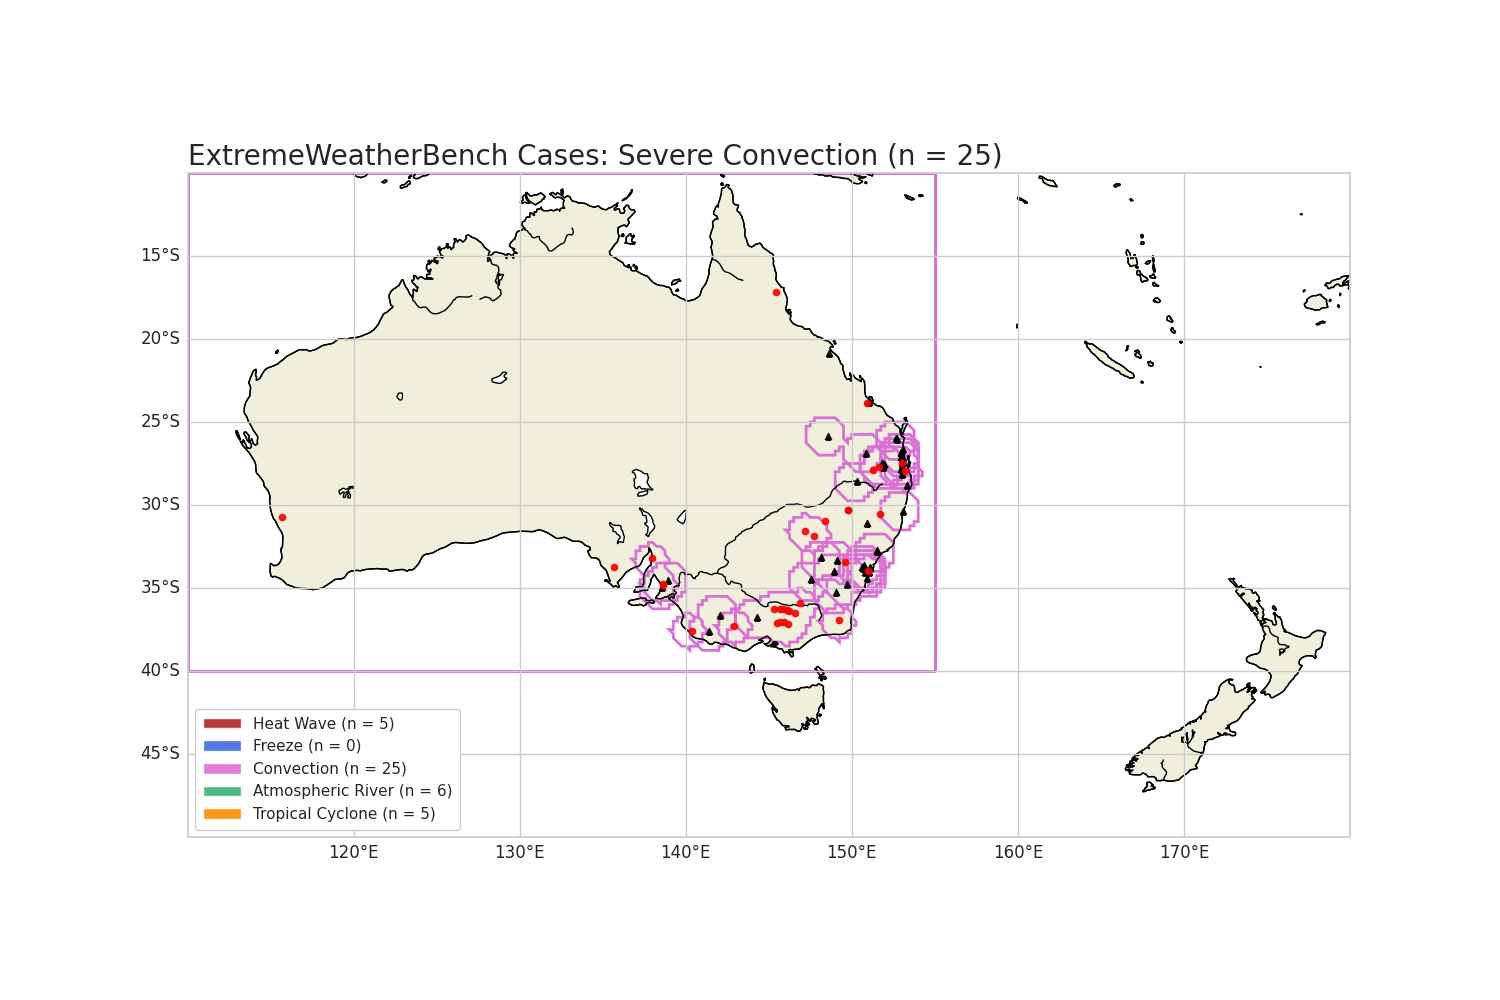 ExtremeWeatherBench Cases: Severe Convection (n = 25)
15°S
20°S
25°S
30°S
35°S
40°S
45°S
Heat Wave (n = 5)
Freeze (n = 0)
Convection (n = 25)
Atmospheric River (n = 6)
Tropical Cyclone (n = 5)
120°E 130°E 140°E 150°E 160°E 170°E